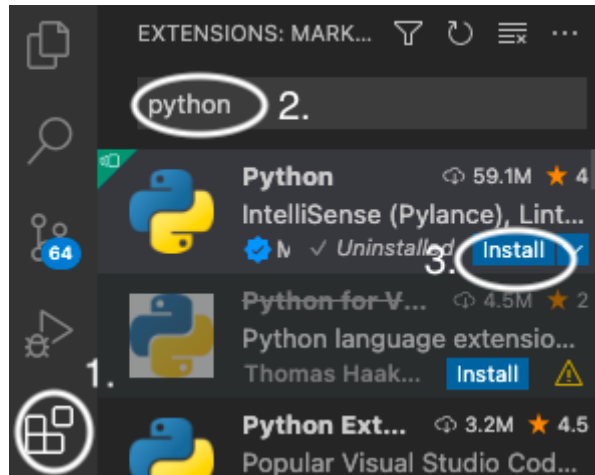 EXTENSIONS: MARK... ...
python 2.
Python 59.1M ★ 4
IntelliSense (Pylance), Lint...
M ✓ Uninstalled 3. Install
64
Python for V... 4.5M ★ 2
Python language extensio...
1. Thomas Haak... Install
Python Ext... 3.2M ★ 4.5
Popular Visual Studio Cod...